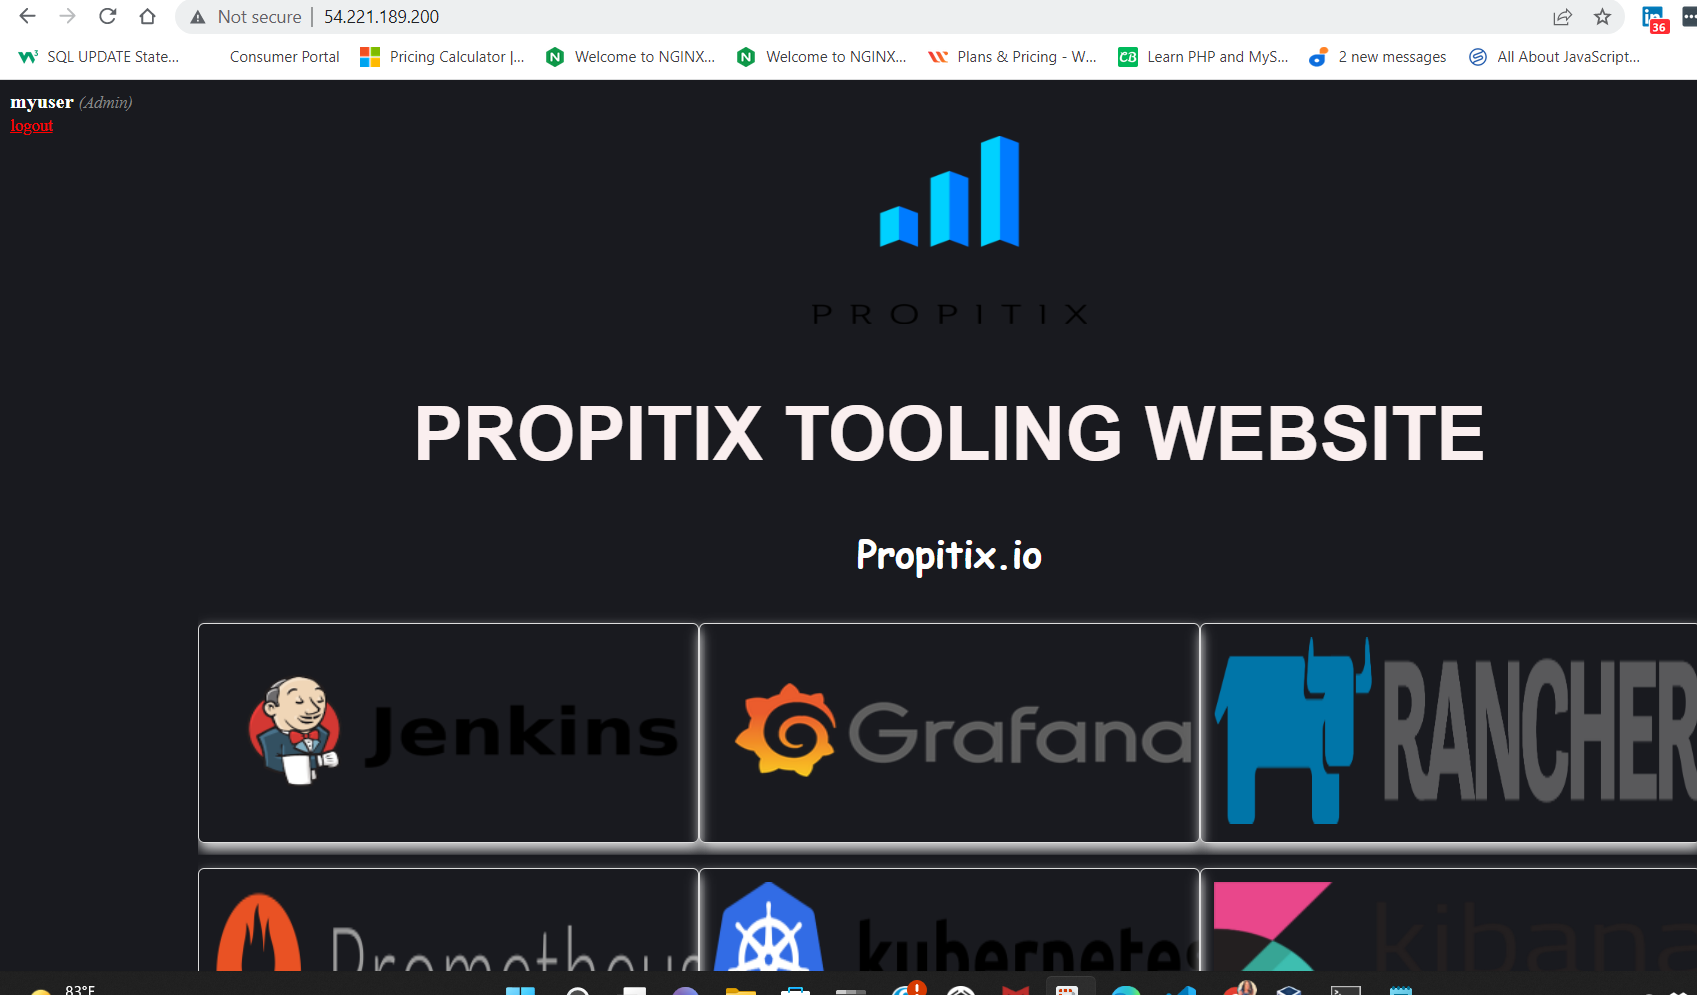 Not secure | 54.221.189.200
36
SQL UPDATE State...
Consumer Portal
Pricing Calculator |...
Welcome to NGINX...
Welcome to NGINX...
Plans & Pricing - W...
CB
Learn PHP and MyS...
2 new messages
All About JavaScript...
myuser (Admin)
logout
PROPITIX
PROPITIX TOOLING WEBSITE
Propitix.io
Jenkins
Grafana
RANCHER
Prometheus
kubernetes
kibana
83°F